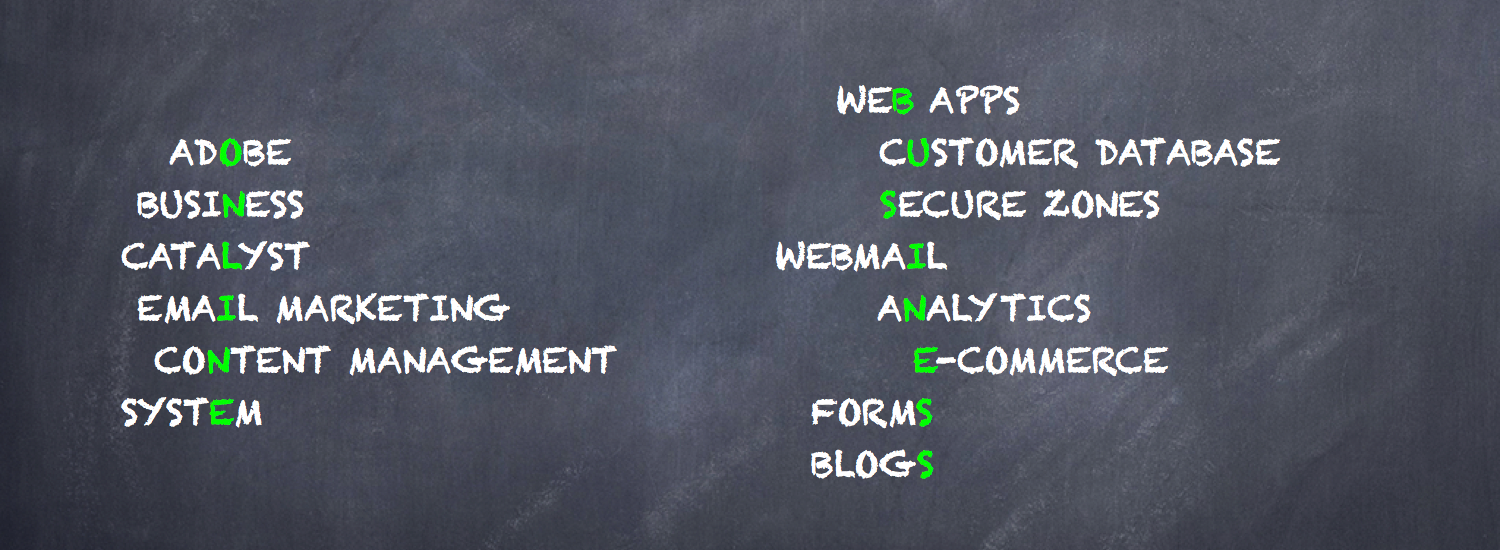 ADOBE
BUSINESS
CATALYST
EMAIL MARKETING
CONTENT MANAGEMENT
SYSTEM
WEB APPS
CUSTOMER DATABASE
SECURE ZONES
WEBMAIL
ANALYTICS
E-COMMERCE
FORMS
BLOGS